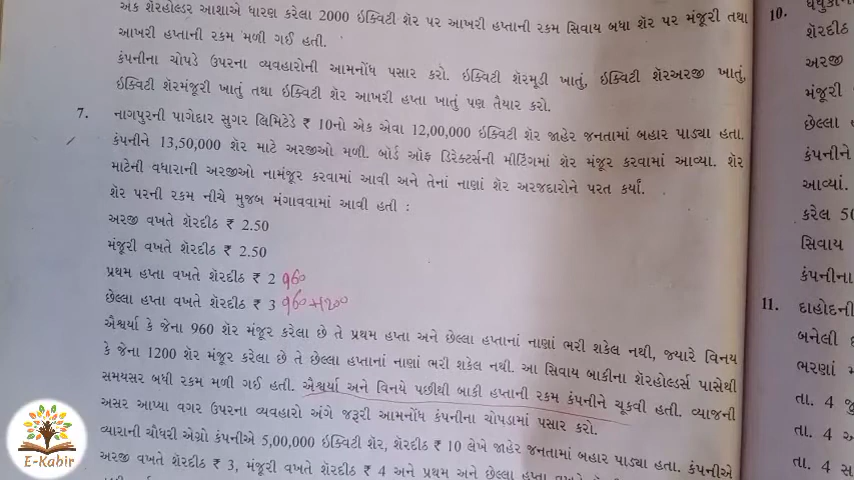 એક શૅરહોલ્ડર આશાએ ધારણ કરેલા 2000 ઇક્વિટી શૅર પર આખરી હપ્તાની રકમ સિવાય બધા શૅર પર મંજૂરી તથા
આખરી હપ્તાની રકમ મળી ગઈ હતી.
કંપનીના ચોપડે ઉપરના વ્યવહારોની આમનોંધ પસાર કરો. ઇક્વિટી શૅરમૂડી ખાતું, ઇક્વિટી શૅરઅરજી ખાતું,
ઇક્વિટી શૅરમંજૂરી ખાતું તથા ઇક્વિટી શૅર આખરી હપ્તા ખાતું પણ તૈયાર કરો.
7. નાગપુરની પાગેદાર સુગર લિમિટેડે ₹ 10નો એક એવા 12,00,000 ઇક્વિટી શૅર જાહેર જનતામાં બહાર પાડ્યા હતા.
કંપનીને 13,50,000 શૅર માટે અરજીઓ મળી. બૉર્ડ ઑફ ડિરેક્ટર્સની મીટિંગમાં શૅર મંજૂર કરવામાં આવ્યા. શૅર
માટેની વધારાની અરજીઓ નામંજૂર કરવામાં આવી અને તેનાં નાણાં શૅર અરજદારોને પરત કર્યાં.
શૅર પરની રકમ નીચે મુજબ મંગાવવામાં આવી હતી :
અરજી વખતે શૅરદીઠ ₹ 2.50
મંજૂરી વખતે શૅરદીઠ ₹ 2.50
પ્રથમ હપ્તા વખતે શૅરદીઠ ₹ 2 960
છેલ્લા હપ્તા વખતે શૅરદીઠ ₹ 3 960+1200
ઐશ્વર્યા કે જેના 960 શૅર મંજૂર કરેલા છે તે પ્રથમ હપ્તા અને છેલ્લા હપ્તાનાં નાણાં ભરી શકેલ નથી, જ્યારે વિનય
કે જેના 1200 શૅર મંજૂર કરેલા છે તે છેલ્લા હપ્તાનાં નાણાં ભરી શકેલ નથી. આ સિવાય બાકીના શૅરહોલ્ડર્સ પાસેથી
સમયસર બધી રકમ મળી ગઈ હતી. ઐશ્વર્યા અને વિનયે પછીથી બાકી હપ્તાની રકમ કંપનીને ચૂકવી હતી. વ્યાજની
અસર આપ્યા વગર ઉપરના વ્યવહારો અંગે જરૂરી આમનોંધ કંપનીના ચોપડામાં પસાર કરો.
વ્યારાની ચૌધરી એગ્રો કંપનીએ 5,00,000 ઇક્વિટી શૅર, શૅરદીઠ ₹ 10 લેખે જાહેર જનતામાં બહાર પાડ્યા હતા. કંપનીએ
અરજી વખતે શૅરદીઠ ₹ 3, મંજૂરી વખતે શૅરદીઠ ₹ 4 અને પ્રથમ અને છેલ્લા હપ્તા વખતે
10.
શૅરદીઠ
અરજી
મંજૂરી
છેલ્લા
કંપનીને
આવ્યાં.
કરેલ 50
સિવાય
કંપનીના
11. દાહોદની
બનેલી
ભરણાં
તા. 4
તા. 4
તા. 4
E-Kabir